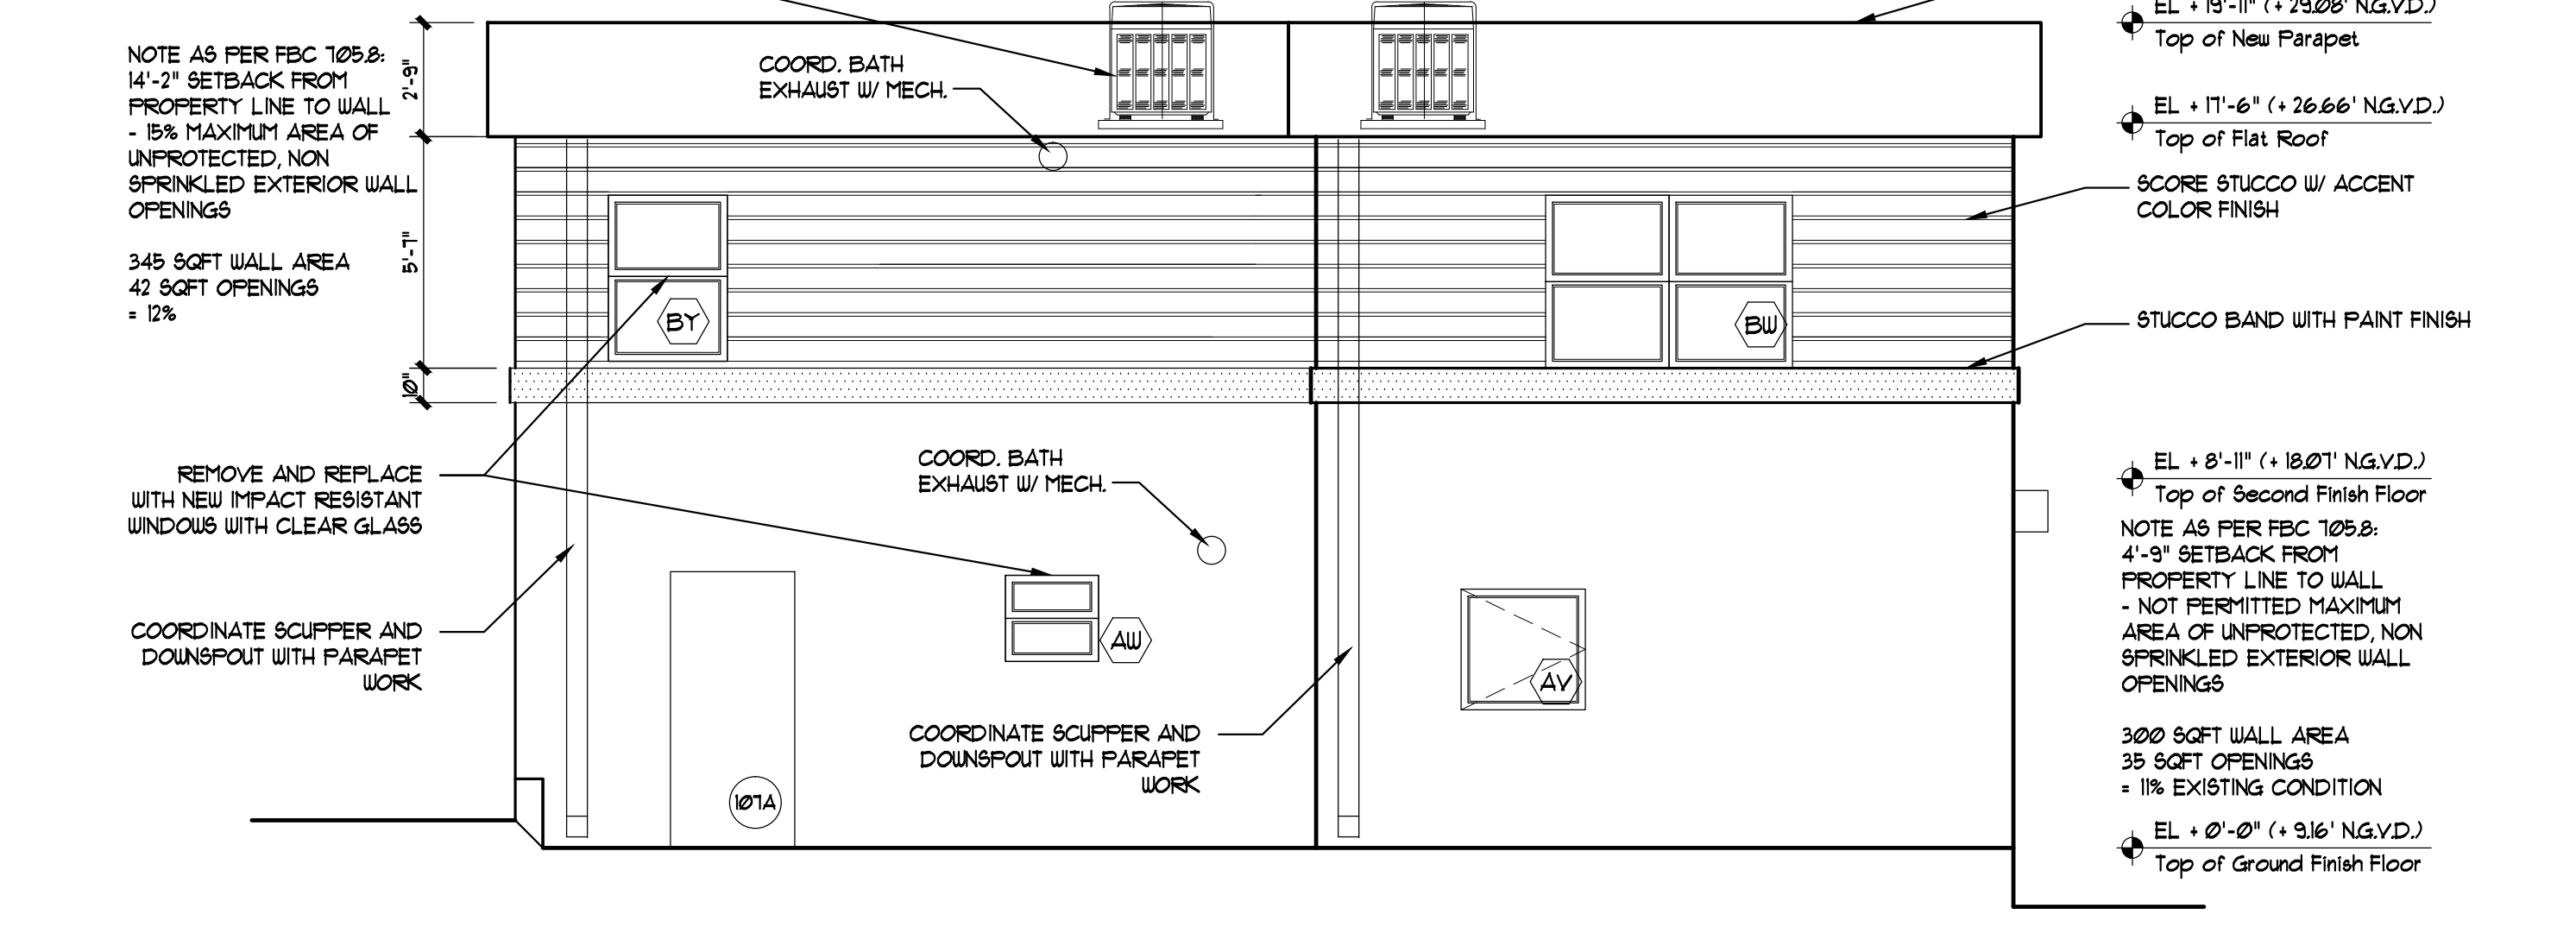 EL + 19'-11" (+ 29.08' N.G.V.D.)
Top of New Parapet
NOTE AS PER FBC 705.8:
14'-2" SETBACK FROM
PROPERTY LINE TO WALL
- 15% MAXIMUM AREA OF
UNPROTECTED, NON
SPRINKLED EXTERIOR WALL
OPENINGS
345 SQFT WALL AREA
42 SQFT OPENINGS
= 12%
2'-9"
5'-7"
10"
COORD. BATH
EXHAUST W/ MECH.
EL + 17'-6" (+ 26.66' N.G.V.D.)
Top of Flat Roof
SCORE STUCCO W/ ACCENT
COLOR FINISH
BY
BW
STUCCO BAND WITH PAINT FINISH
REMOVE AND REPLACE
WITH NEW IMPACT RESISTANT
WINDOWS WITH CLEAR GLASS
COORD. BATH
EXHAUST W/ MECH.
EL + 8'-11" (+ 18.07' N.G.V.D.)
Top of Second Finish Floor
NOTE AS PER FBC 705.8:
4'-9" SETBACK FROM
PROPERTY LINE TO WALL
- NOT PERMITTED MAXIMUM
AREA OF UNPROTECTED, NON
SPRINKLED EXTERIOR WALL
OPENINGS
300 SQFT WALL AREA
35 SQFT OPENINGS
= 11% EXISTING CONDITION
COORDINATE SCUPPER AND
DOWNSPOUT WITH PARAPET
WORK
AW
AV
COORDINATE SCUPPER AND
DOWNSPOUT WITH PARAPET
WORK
107A
EL + 0'-0" (+ 9.16' N.G.V.D.)
Top of Ground Finish Floor